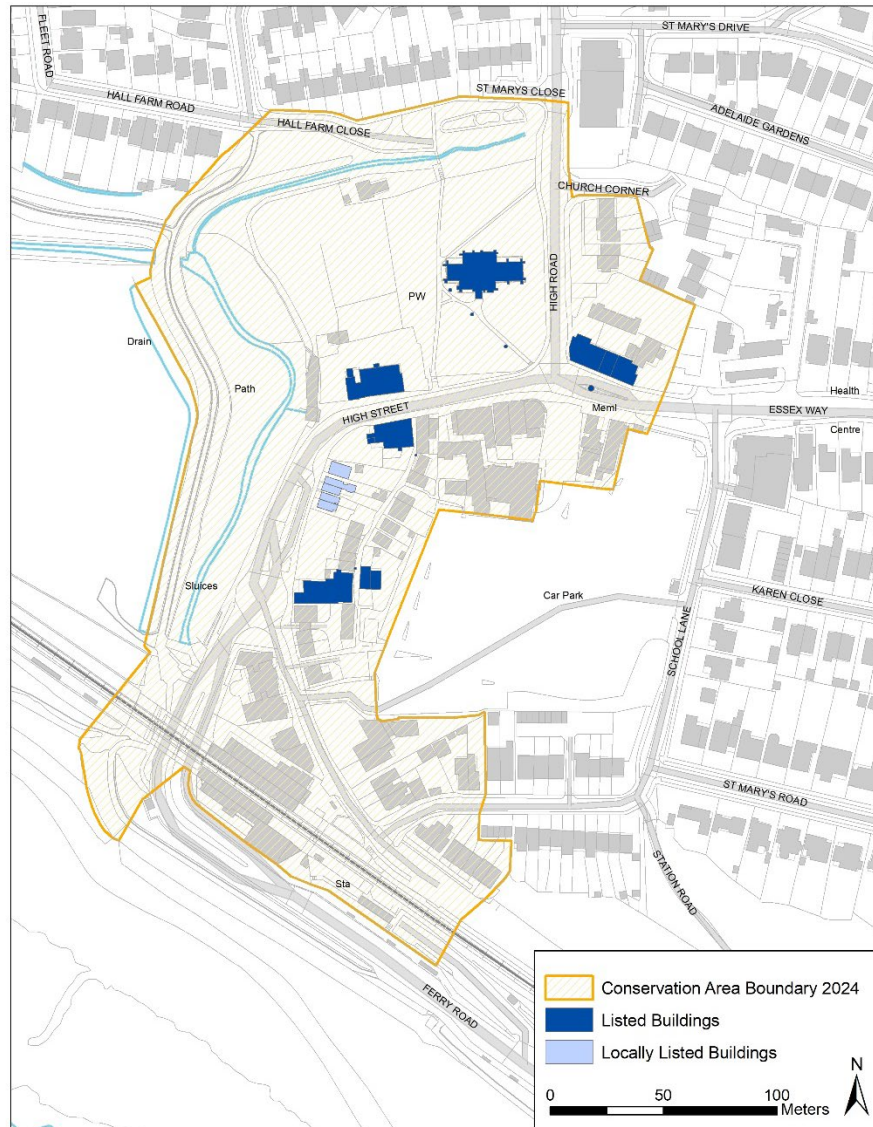 FLEET ROAD
ST MARY'S DRIVE
HALL FARM ROAD
ST MARYS CLOSE
ADELAIDE GARDENS
HALL FARM CLOSE
CHURCH CORNER
HIGH ROAD
PW
Drain
Path
HIGH STREET
Meml
Health
ESSEX WAY
Centre
Sluices
Car Park
SCHOOL LANE
KAREN CLOSE
ST MARY'S ROAD
STATION ROAD
Sta
FERRY ROAD
Conservation Area Boundary 2024
Listed Buildings
Locally Listed Buildings
N
0 50 100
Meters